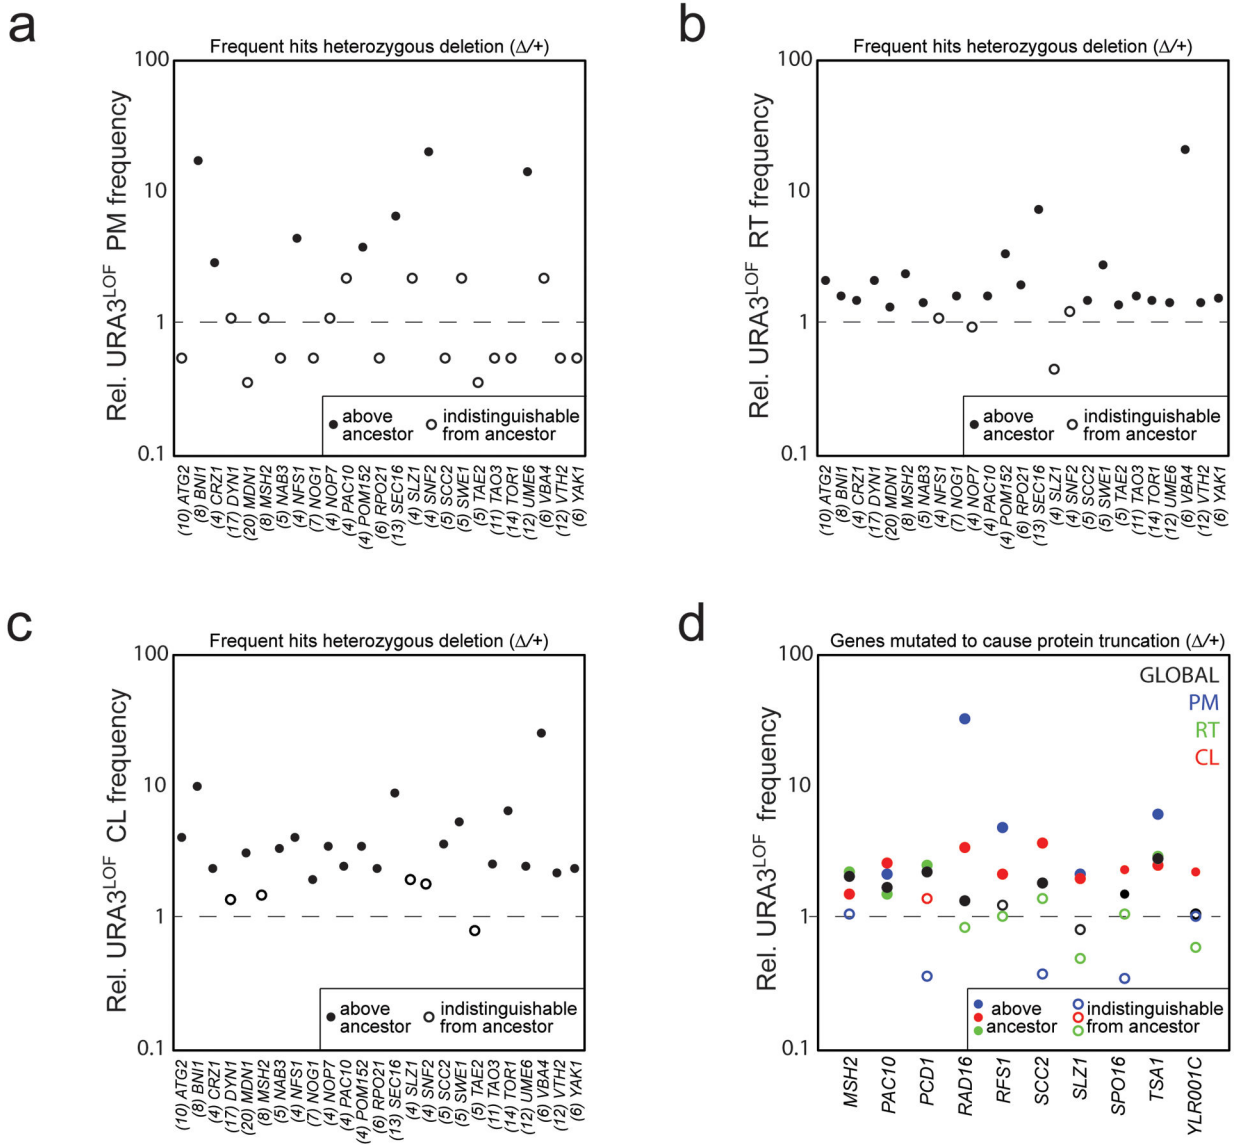 a
Frequent hits heterozygous deletion (Δ/+)
Rel. URA3^LOF PM frequency
100
10
1
0.1
above ancestor
indistinguishable from ancestor
(10) ATG2
(8) BNI1
(4) CRZ1
(17) DYN1
(20) MDN1
(8) MSH2
(5) NAB3
(4) NFS1
(7) NOG1
(4) NOP7
(4) PAC10
(4) POM152
(6) RPO21
(13) SEC16
(4) SLZ1
(4) SNF2
(5) SCC2
(5) SWE1
(5) TAE2
(11) TAO3
(14) TOR1
(12) UME6
(6) VBA4
(12) VTH2
(6) YAK1
b
Frequent hits heterozygous deletion (Δ/+)
Rel. URA3^LOF RT frequency
100
10
1
0.1
above ancestor
indistinguishable from ancestor
(10) ATG2
(8) BNI1
(4) CRZ1
(17) DYN1
(20) MDN1
(8) MSH2
(5) NAB3
(4) NFS1
(7) NOG1
(4) NOP7
(4) PAC10
(4) POM152
(6) RPO21
(13) SEC16
(4) SLZ1
(4) SNF2
(5) SCC2
(5) SWE1
(5) TAE2
(11) TAO3
(14) TOR1
(12) UME6
(6) VBA4
(12) VTH2
(6) YAK1
c
Frequent hits heterozygous deletion (Δ/+)
Rel. URA3^LOF CL frequency
100
10
1
0.1
above ancestor
indistinguishable from ancestor
(10) ATG2
(8) BNI1
(4) CRZ1
(17) DYN1
(20) MDN1
(8) MSH2
(5) NAB3
(4) NFS1
(7) NOG1
(4) NOP7
(4) PAC10
(4) POM152
(6) RPO21
(13) SEC16
(4) SLZ1
(4) SNF2
(5) SCC2
(5) SWE1
(5) TAE2
(11) TAO3
(14) TOR1
(12) UME6
(6) VBA4
(12) VTH2
(6) YAK1
d
Genes mutated to cause protein truncation (Δ/+)
Rel. URA3^LOF frequency
100
10
1
0.1
GLOBAL
PM
RT
CL
above ancestor
indistinguishable from ancestor
MSH2
PAC10
PCD1
RAD16
RFS1
SCC2
SLZ1
SPO16
TSA1
YLR001C